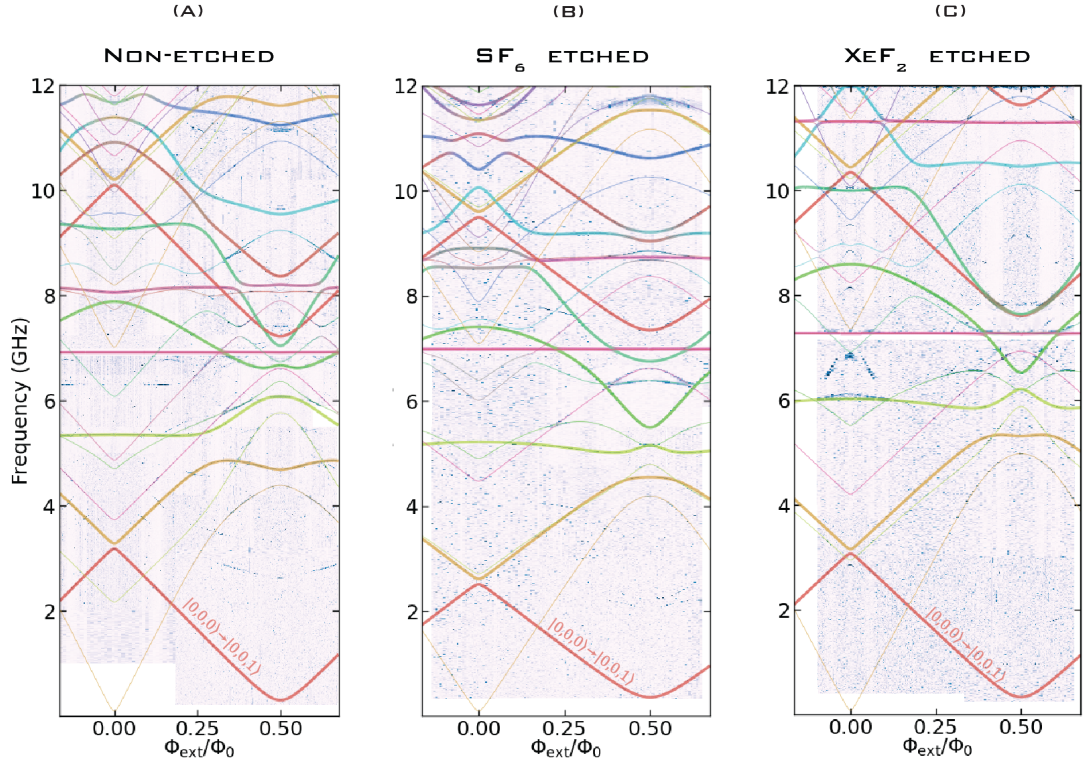 (A)
NON-ETCHED
12
10
8
6
4
2
Frequency (GHz)
0.00 0.25 0.50
Φext/Φ0
|0,0,0⟩→|0,0,1⟩
(B)
SF6 ETCHED
12
10
8
6
4
2
0.00 0.25 0.50
Φext/Φ0
|0,0,0⟩→|0,0,1⟩
(C)
XeF2 ETCHED
12
10
8
6
4
2
0.00 0.25 0.50
Φext/Φ0
|0,0,0⟩→|0,0,1⟩